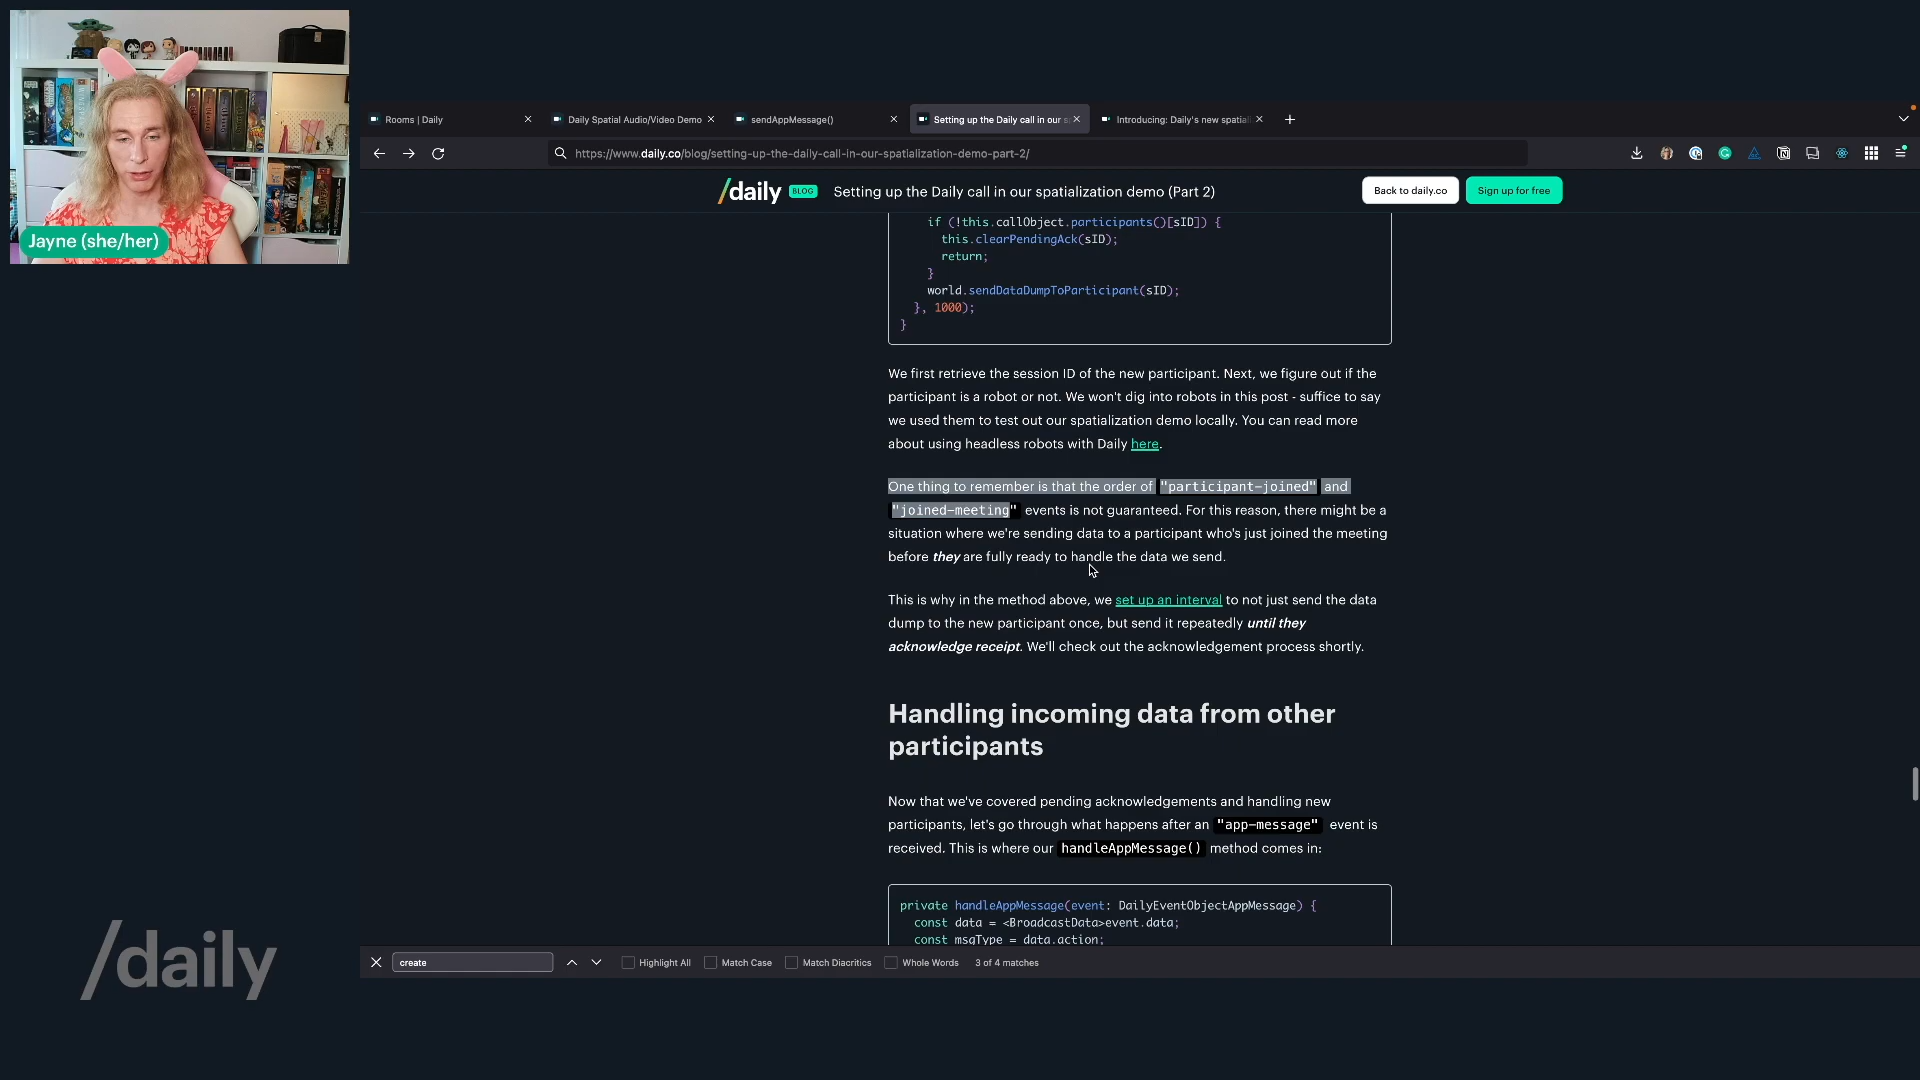 Jayne (she/her)
Rooms | Daily
Daily Spatial Audio/Video Demo
sendAppMessage()
Setting up the Daily call in our s
Introducing: Daily's new spatial
https://www.daily.co/blog/setting-up-the-daily-call-in-our-spatialization-demo-part-2/
/daily BLOG Setting up the Daily call in our spatialization demo (Part 2)
Back to daily.co
Sign up for free
if (!this.callObject.participants()[sID]) {
this.clearPendingAck(sID);
return;
}
world.sendDataDumpToParticipant(sID);
}, 1000);
}
We first retrieve the session ID of the new participant. Next, we figure out if the
participant is a robot or not. We won't dig into robots in this post - suffice to say
we used them to test out our spatialization demo locally. You can read more
about using headless robots with Daily here.
One thing to remember is that the order of "participant-joined" and
"joined-meeting" events is not guaranteed. For this reason, there might be a
situation where we're sending data to a participant who's just joined the meeting
before they are fully ready to handle the data we send.
This is why in the method above, we set up an interval to not just send the data
dump to the new participant once, but send it repeatedly until they
acknowledge receipt. We'll check out the acknowledgement process shortly.
Handling incoming data from other
participants
Now that we've covered pending acknowledgements and handling new
participants, let's go through what happens after an "app-message" event is
received. This is where our handleAppMessage() method comes in:
private handleAppMessage(event: DailyEventObjectAppMessage) {
const data = <BroadcastData>event.data;
const msgType = data.action;
create
Highlight All
Match Case
Match Diacritics
Whole Words
3 of 4 matches
/daily